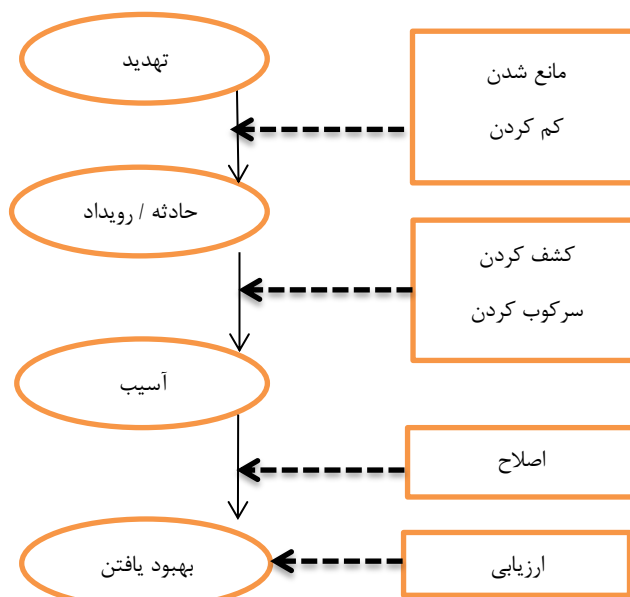 تهدید
مانع شدن
کم کردن
حادثه / رویداد
کشف کردن
سرکوب کردن
آسیب
اصلاح
بهبود یافتن
ارزیابی